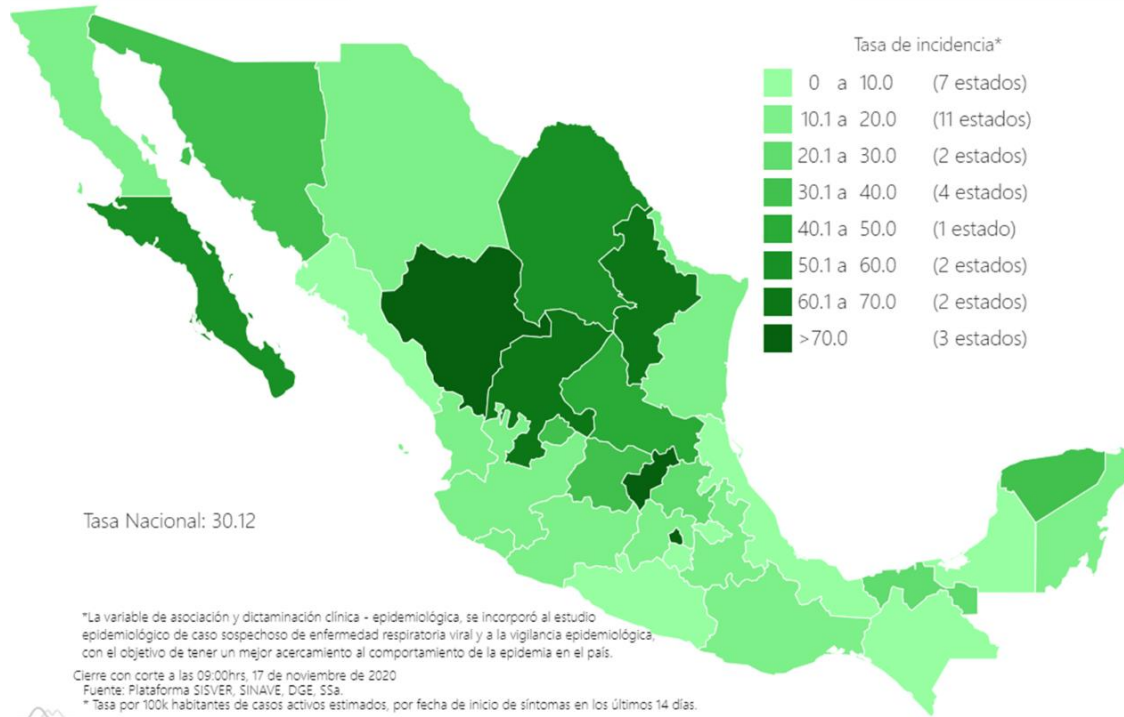 Tasa de incidencia*
0 a 10.0 (7 estados)
10.1 a 20.0 (11 estados)
20.1 a 30.0 (2 estados)
30.1 a 40.0 (4 estados)
40.1 a 50.0 (1 estado)
50.1 a 60.0 (2 estados)
60.1 a 70.0 (2 estados)
>70.0 (3 estados)
Tasa Nacional: 30.12
*La variable de asociación y dictaminación clínica - epidemiológica, se incorporó al estudio
epidemiológico de caso sospechoso de enfermedad respiratoria viral y a la vigilancia epidemiológica,
con el objetivo de tener un mejor acercamiento al comportamiento de la epidemia en el país.
Cierre con corte a las 09:00hrs, 17 de noviembre de 2020
Fuente: Plataforma SISVER, SINAVE, DGE, SSa.
* Tasa por 100k habitantes de casos activos estimados, por fecha de inicio de síntomas en los últimos 14 días.